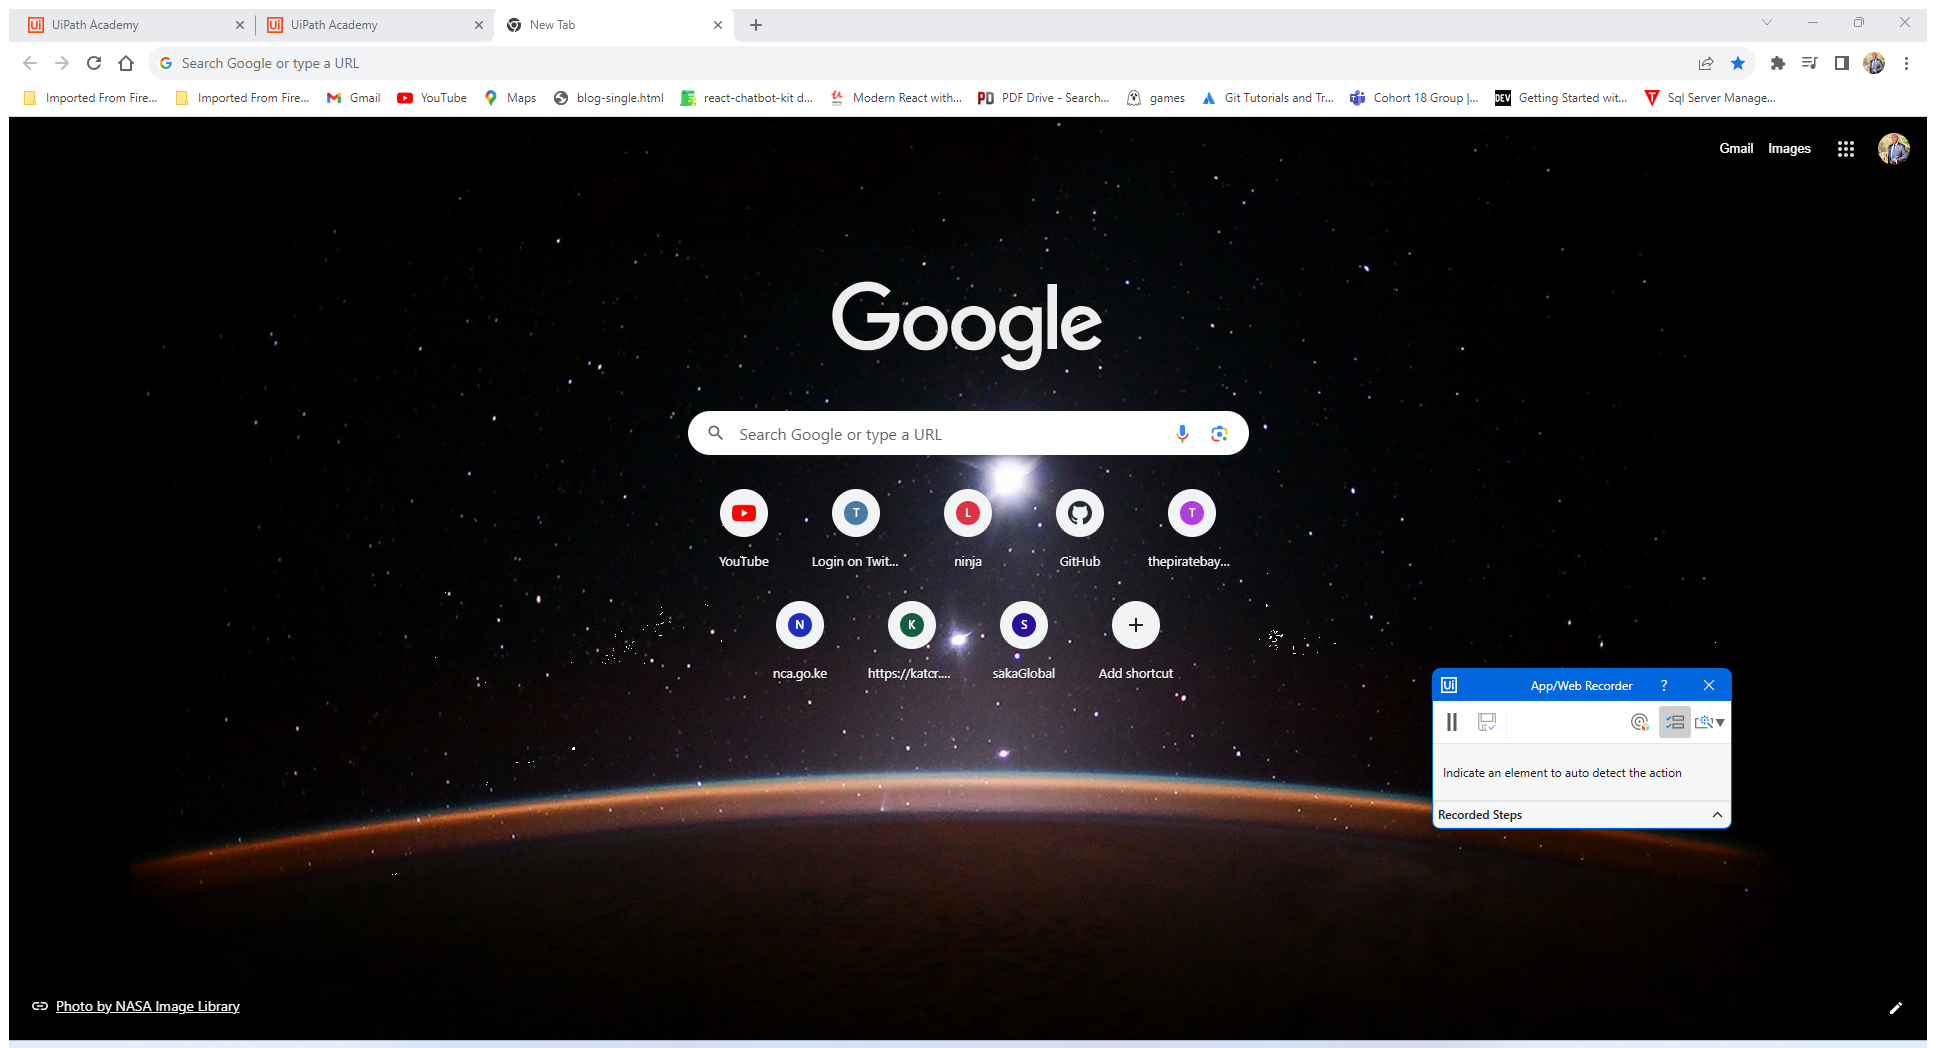 UiPath Academy
UiPath Academy
New Tab
Search Google or type a URL
Imported From Fire...
Imported From Fire...
Gmail
YouTube
Maps
blog-single.html
react-chatbot-kit d...
Modern React with...
PDF Drive - Search...
games
Git Tutorials and Tr...
Cohort 18 Group |...
Getting Started wit...
Sql Server Manage...
Gmail Images
Google
Search Google or type a URL
YouTube
T
Login on Twit...
L
ninja
GitHub
T
thepiratebay...
N
nca.go.ke
K
https://katcr....
S
sakaGlobal
Add shortcut
Ui App/Web Recorder ?
Indicate an element to auto detect the action
Recorded Steps
Photo by NASA Image Library